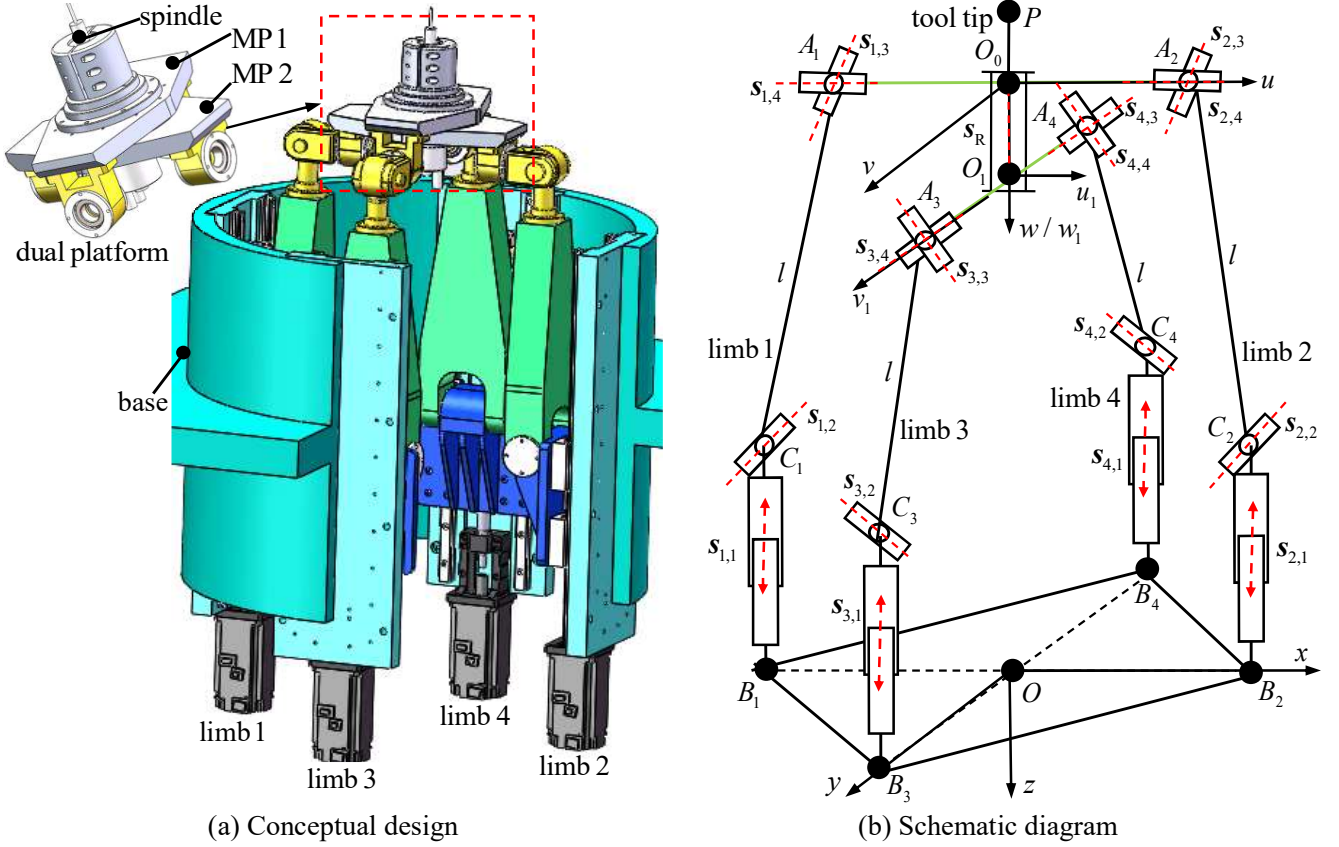 spindle
base
MP 1
MP 2
dual platform
base
limb 1
limb 3
limb 4
limb 2
(a) Conceptual design
tool tip
P
A₁
s₁,₃
s₁,₄
O₀
A₂
s₂,₃
u
s₂,₄
A₄
s₄,₃
s₄,₄
s_R
v
O₁
u₁
w / w₁
A₃
s₃,₄
s₃,₃
v₁
l
l
l
l
limb 1
limb 2
limb 3
limb 4
s₄,₂
C₄
s₁,₂
C₁
C₂
s₂,₂
s₃,₂
C₃
s₄,₁
s₁,₁
s₂,₁
s₃,₁
B₄
x
B₁
O
B₂
y
B₃
z
(b) Schematic diagram